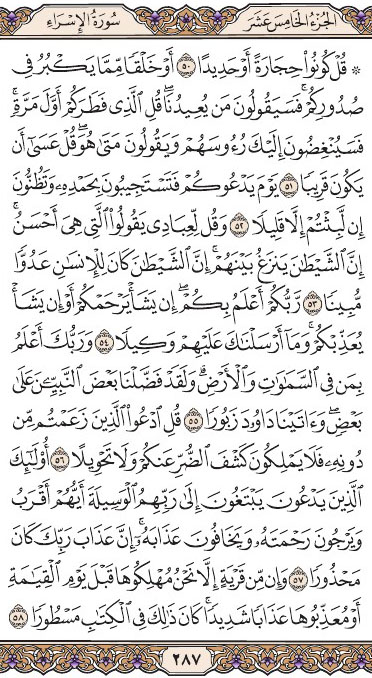 الجزء الخامس عشر
سورة الإسراء
۞ قُلْ كُونُوا۟ حِجَارَةً أَوْ حَدِيدًا ٥٠ أَوْ خَلْقًا مِّمَّا يَكْبُرُ فِى
صُدُورِكُمْ ۚ فَسَيَقُولُونَ مَن يُعِيدُنَا ۖ قُلِ ٱلَّذِى فَطَرَكُمْ أَوَّلَ مَرَّةٍ ۚ
فَسَيُنْغِضُونَ إِلَيْكَ رُءُوسَهُمْ وَيَقُولُونَ مَتَىٰ هُوَ ۖ قُلْ عَسَىٰٓ أَن
يَكُونَ قَرِيبًا ٥١ يَوْمَ يَدْعُوكُمْ فَتَسْتَجِيبُونَ بِحَمْدِهِۦ وَتَظُنُّونَ
إِن لَّبِثْتُمْ إِلَّا قَلِيلًا ٥٢ وَقُل لِّعِبَادِى يَقُولُوا۟ ٱلَّتِى هِىَ أَحْسَنُ ۚ
إِنَّ ٱلشَّيْطَٰنَ يَنزَغُ بَيْنَهُمْ ۚ إِنَّ ٱلشَّيْطَٰنَ كَانَ لِلْإِنسَٰنِ عَدُوًّا
مُّبِينًا ٥٣ رَّبُّكُمْ أَعْلَمُ بِكُمْ ۖ إِن يَشَأْ يَرْحَمْكُمْ أَوْ إِن يَشَأْ
يُعَذِّبْكُمْ ۚ وَمَآ أَرْسَلْنَٰكَ عَلَيْهِمْ وَكِيلًا ٥٤ وَرَبُّكَ أَعْلَمُ
بِمَن فِى ٱلسَّمَٰوَٰتِ وَٱلْأَرْضِ ۗ وَلَقَدْ فَضَّلْنَا بَعْضَ ٱلنَّبِيِّـۧنَ عَلَىٰ
بَعْضٍ ۖ وَءَاتَيْنَا دَاوُۥدَ زَبُورًا ٥٥ قُلِ ٱدْعُوا۟ ٱلَّذِينَ زَعَمْتُم مِّن
دُونِهِۦ فَلَا يَمْلِكُونَ كَشْفَ ٱلضُّرِّ عَنكُمْ وَلَا تَحْوِيلًا ٥٦ أُو۟لَٰٓئِكَ
ٱلَّذِينَ يَدْعُونَ يَبْتَغُونَ إِلَىٰ رَبِّهِمُ ٱلْوَسِيلَةَ أَيُّهُمْ أَقْرَبُ
وَيَرْجُونَ رَحْمَتَهُۥ وَيَخَافُونَ عَذَابَهُۥٓ ۚ إِنَّ عَذَابَ رَبِّكَ كَانَ
مَحْذُورًا ٥٧ وَإِن مِّن قَرْيَةٍ إِلَّا نَحْنُ مُهْلِكُوهَا قَبْلَ يَوْمِ ٱلْقِيَٰمَةِ
أَوْ مُعَذِّبُوهَا عَذَابًا شَدِيدًا ۚ كَانَ ذَٰلِكَ فِى ٱلْكِتَٰبِ مَسْطُورًا ٥٨
٢٨٧